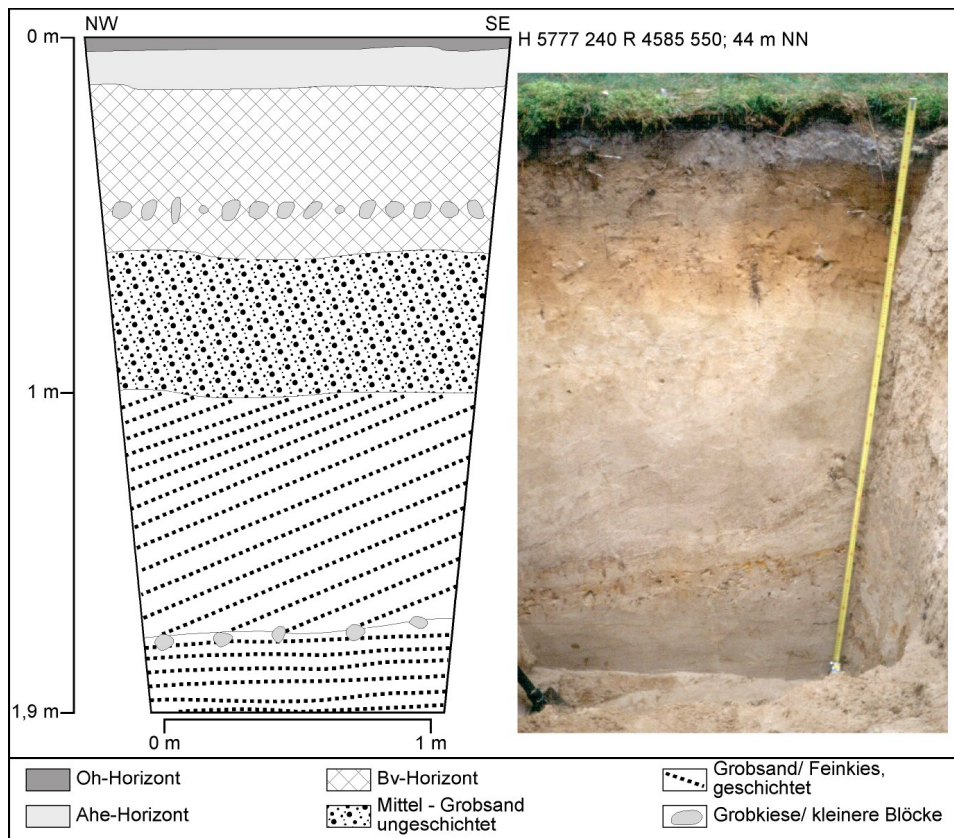 NW
SE
0 m
H 5777 240 R 4585 550; 44 m NN
1 m
1,9 m
0 m
1 m
Oh-Horizont
Ahe-Horizont
Bv-Horizont
Mittel - Grobsand
ungeschichtet
Grobsand/ Feinkies,
geschichtet
Grobkiese/ kleinere Blöcke